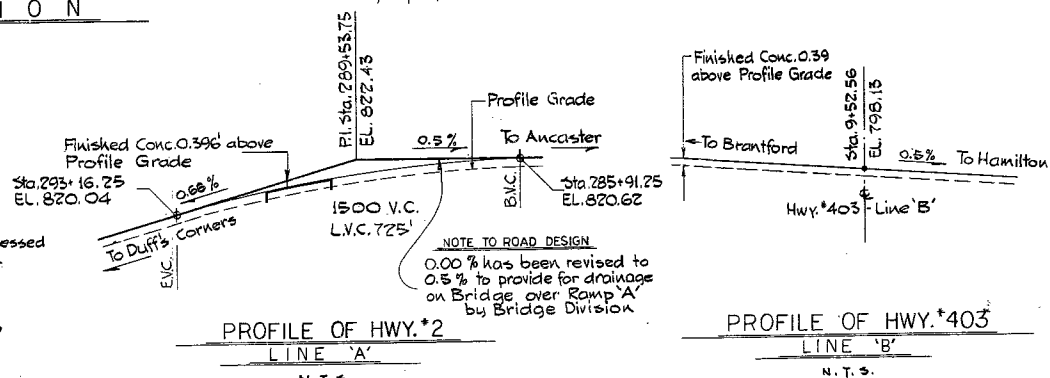 I O N
P.I. Sta. 289+53.75
EL. 822.43
Finished Conc. 0.396' above
Profile Grade
Sta. 293+16.25
EL. 820.04
0.66 %
To Duff's Corners
E.V.C.
essed
1500 V.C.
L.V.C. 725'
0.5 %
Profile Grade
To Ancaster
B.V.C.
Sta. 285+91.25
EL. 820.62
NOTE TO ROAD DESIGN
0.00 % has been revised to
0.5 % to provide for drainage
on Bridge over Ramp 'A'
by Bridge Division
PROFILE OF HWY. #2
LINE 'A'
N. T. S.
Finished Conc. 0.39
above Profile Grade
To Brantford
Sta. 9+52.56
EL. 798.13
0.5% To Hamilton
Hwy. #403 - Line 'B'
PROFILE OF HWY. #403
LINE 'B'
N. T. S.